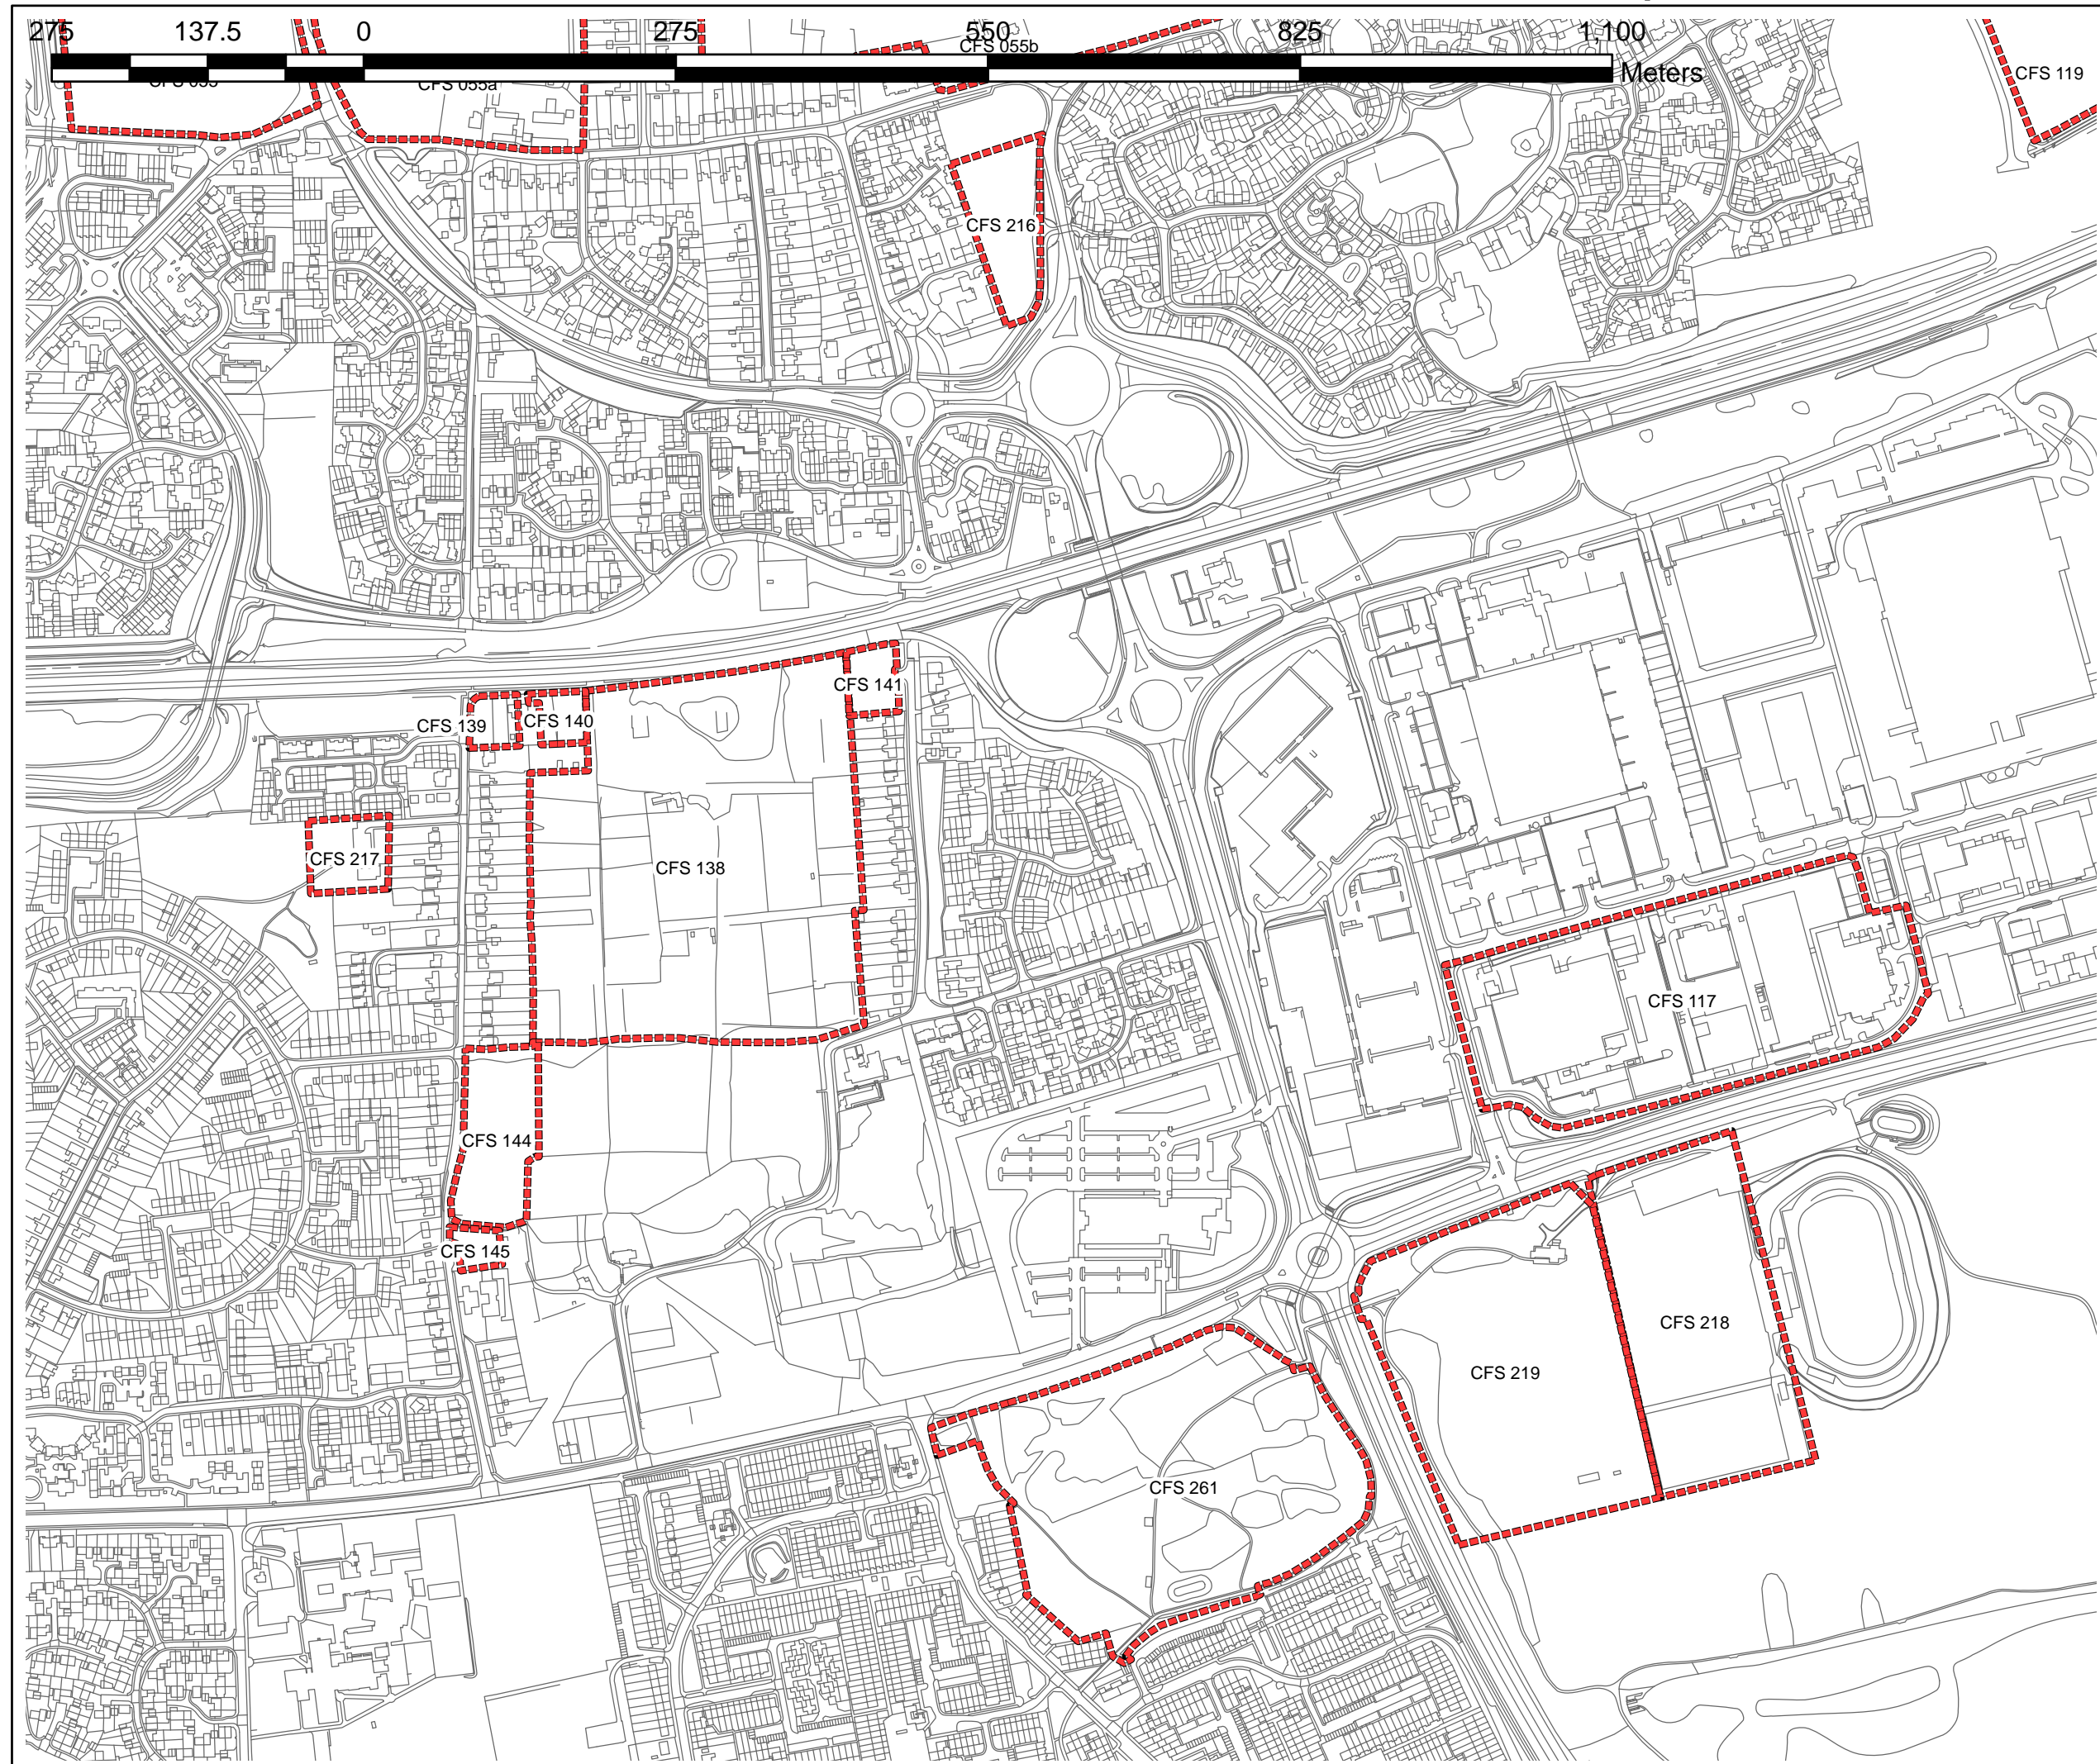 275 137.5 0 275 550 825 1,100
Meters
CFS 055b
CFS 119
CFS 055a
CFS 216
CFS 141
CFS 139
CFS 140
CFS 217
CFS 138
CFS 117
CFS 144
CFS 145
CFS 218
CFS 219
CFS 261